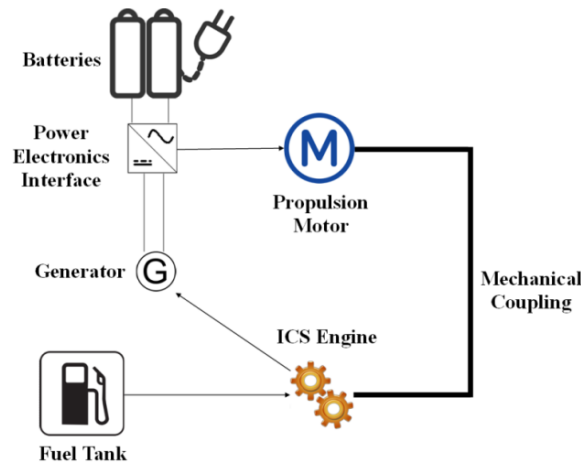 Batteries
Power
Electronics
Interface
M
Propulsion
Motor
Generator
G
Mechanical
Coupling
ICS Engine
Fuel Tank